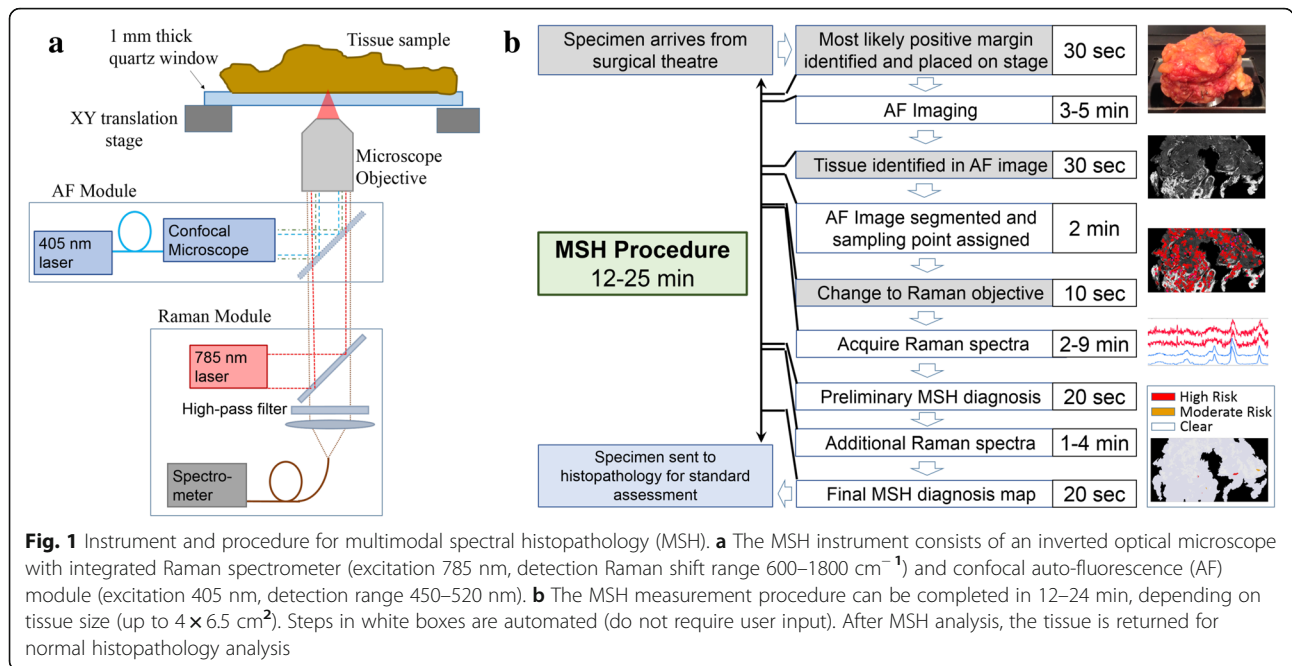 a
1 mm thick
quartz window
Tissue sample
XY translation
stage
Microscope
Objective
AF Module
405 nm
laser
Confocal
Microscope
Raman Module
785 nm
laser
High-pass filter
Spectro-
meter
b
Specimen arrives from
surgical theatre
Most likely positive margin
identified and placed on stage
30 sec
AF Imaging
3-5 min
Tissue identified in AF image
30 sec
AF Image segmented and
sampling point assigned
2 min
MSH Procedure
12-25 min
Change to Raman objective
10 sec
Acquire Raman spectra
2-9 min
Preliminary MSH diagnosis
20 sec
Additional Raman spectra
1-4 min
Specimen sent to
histopathology for standard
assessment
Final MSH diagnosis map
20 sec
High Risk
Moderate Risk
Clear
Fig. 1 Instrument and procedure for multimodal spectral histopathology (MSH). a The MSH instrument consists of an inverted optical microscope
with integrated Raman spectrometer (excitation 785 nm, detection Raman shift range 600–1800 cm⁻¹) and confocal auto-fluorescence (AF)
module (excitation 405 nm, detection range 450–520 nm). b The MSH measurement procedure can be completed in 12–24 min, depending on
tissue size (up to 4 × 6.5 cm²). Steps in white boxes are automated (do not require user input). After MSH analysis, the tissue is returned for
normal histopathology analysis